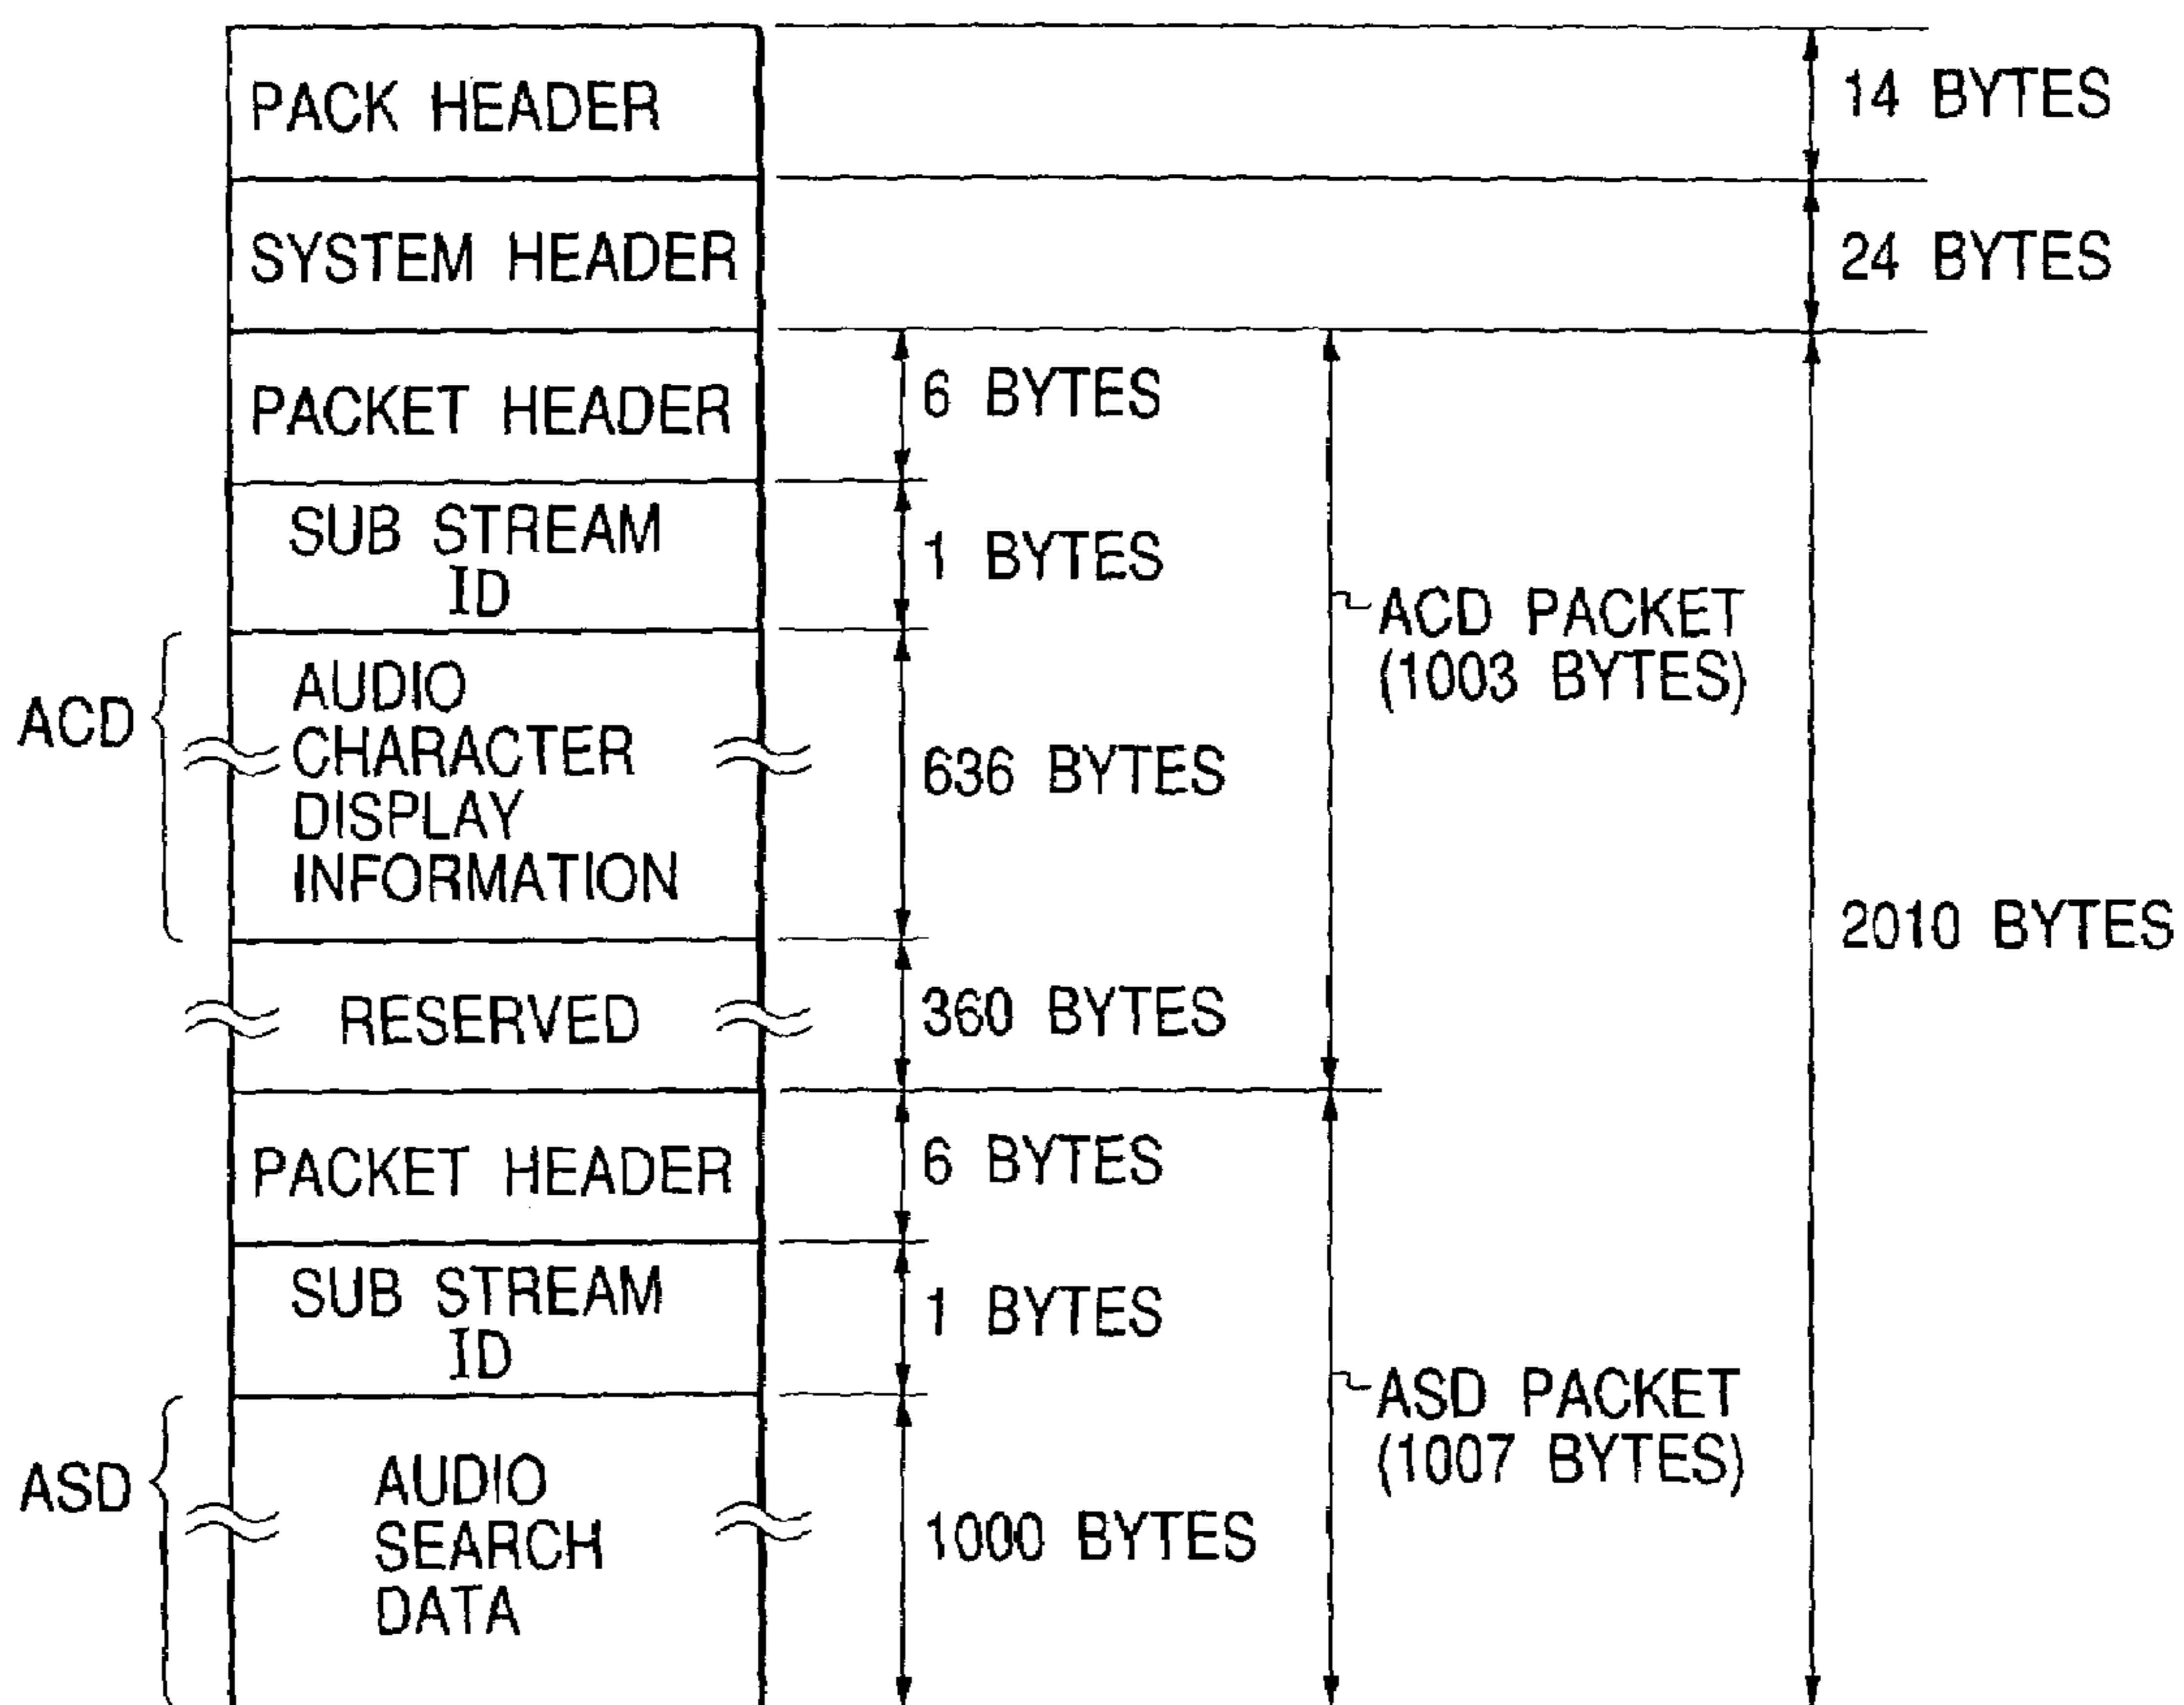 PACK HEADER
14 BYTES
SYSTEM HEADER
24 BYTES
PACKET HEADER
6 BYTES
SUB STREAM
ID
1 BYTES
ACD PACKET
(1003 BYTES)
ACD
AUDIO
CHARACTER
DISPLAY
INFORMATION
636 BYTES
2010 BYTES
RESERVED
360 BYTES
PACKET HEADER
6 BYTES
SUB STREAM
ID
1 BYTES
ASD PACKET
(1007 BYTES)
ASD
AUDIO
SEARCH
DATA
1000 BYTES